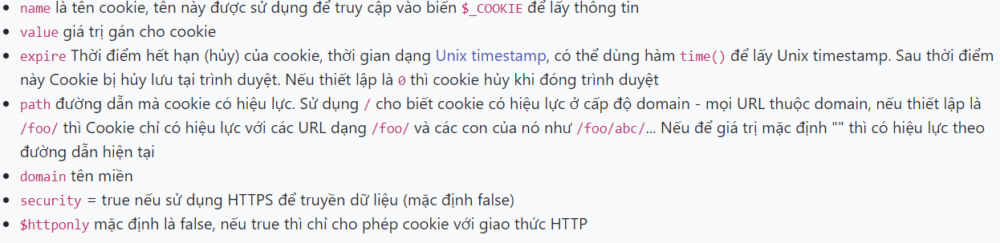 name là tên cookie, tên này được sử dụng để truy cập vào biến $_COOKIE để lấy thông tin
value giá trị gán cho cookie
expire Thời điểm hết hạn (hủy) của cookie, thời gian dạng Unix timestamp, có thể dùng hàm time() để lấy Unix timestamp. Sau thời điểm
này Cookie bị hủy lưu tại trình duyệt. Nếu thiết lập là 0 thì cookie hủy khi đóng trình duyệt
path đường dẫn mà cookie có hiệu lực. Sử dụng / cho biết cookie có hiệu lực ở cấp độ domain - mọi URL thuộc domain, nếu thiết lập là
/foo/ thì Cookie chỉ có hiệu lực với các URL dạng /foo/ và các con của nó như /foo/abc/... Nếu để giá trị mặc định "" thì có hiệu lực theo
đường dẫn hiện tại
domain tên miền
security = true nếu sử dụng HTTPS để truyền dữ liệu (mặc định false)
$httponly mặc định là false, nếu true thì chỉ cho phép cookie với giao thức HTTP